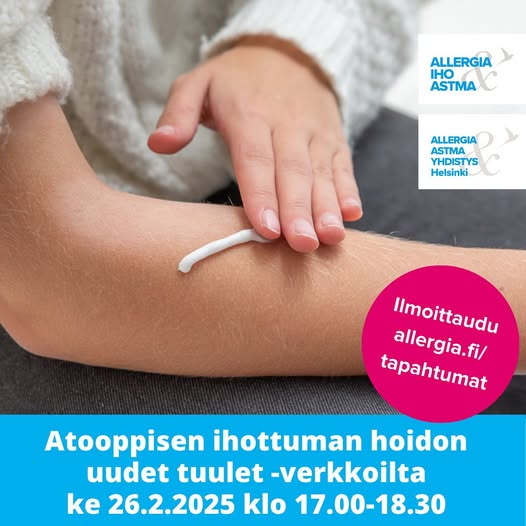 ALLERGIA
IHO
ASTMA
&
ALLERGIA
ASTMA
YHDISTYS
Helsinki
&
Ilmoittaudu
allergia.fi/
tapahtumat
Atooppisen ihottuman hoidon
uudet tuulet -verkkoilta
ke 26.2.2025 klo 17.00-18.30